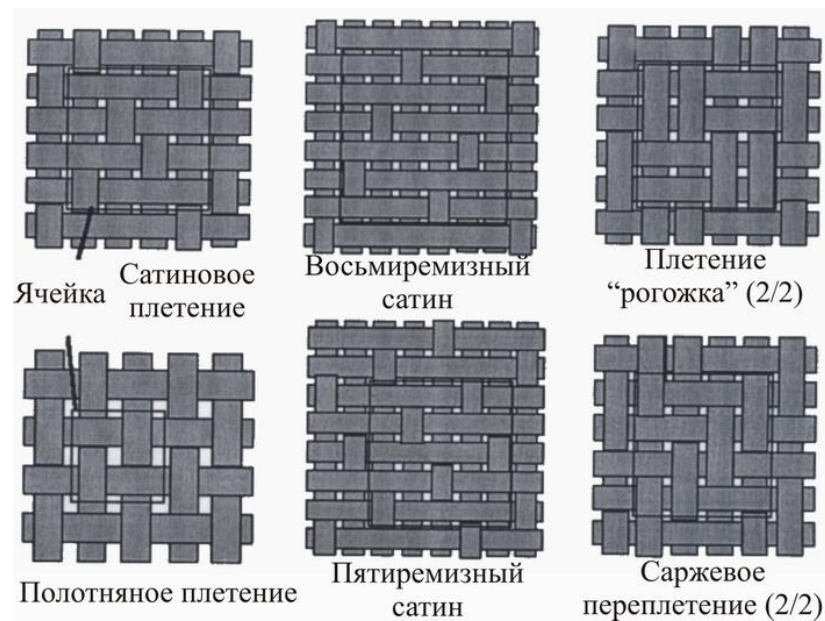 Ячейка
Сатиновое
плетение
Восьмиремизный
сатин
Плетение
“рогожка” (2/2)
Полотняное плетение
Пятиремизный
сатин
Саржевое
переплетение (2/2)